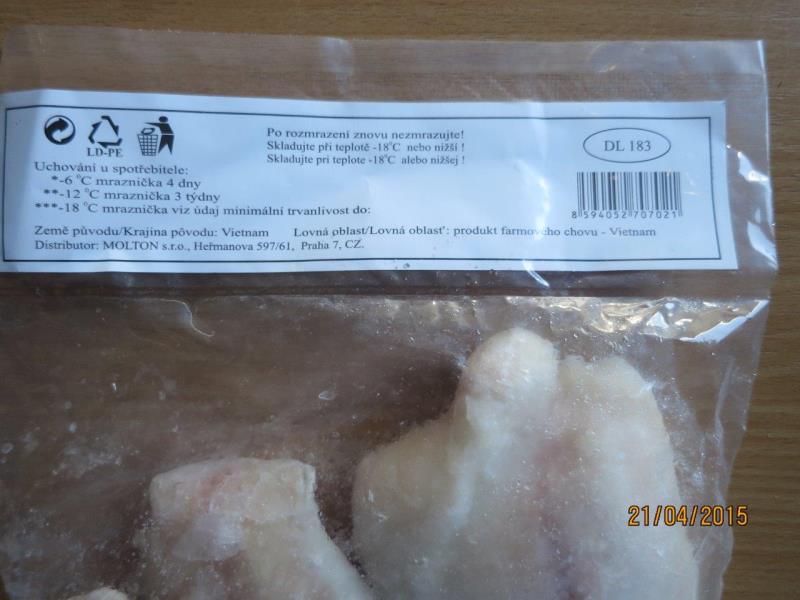 LD-PE
Po rozmrazení znovu nezmrazujte!
Skladujte při teplotě -18°C nebo nižší !
Skladujte pri teplote -18°C alebo nižšej !
DL 183
Uchování u spotřebitele:
*-6 °C mraznička 4 dny
**-12 °C mraznička 3 týdny
***-18 °C mraznička viz údaj minimální trvanlivost do:
8 594052 707021
Země původu/Krajina pôvodu: Vietnam Lovná oblast/Lovná oblasť: produkt farmového chovu - Vietnam
Distributor: MOLTON s.r.o., Heřmanova 597/61, Praha 7, CZ.
21/04/2015